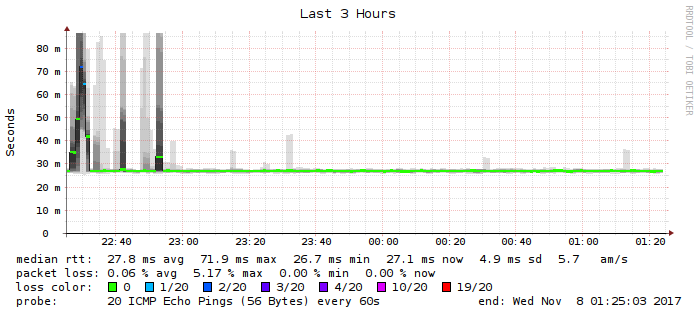 Last 3 Hours
RRDTOOL / TOBI OETIKER
Seconds
80 m
70 m
60 m
50 m
40 m
30 m
20 m
10 m
0
22:40 23:00 23:20 23:40 00:00 00:20 00:40 01:00 01:20
median rtt: 27.8 ms avg 71.9 ms max 26.7 ms min 27.1 ms now 4.9 ms sd 5.7 am/s
packet loss: 0.06 % avg 5.17 % max 0.00 % min 0.00 % now
loss color: 0 1/20 2/20 3/20 4/20 10/20 19/20
probe: 20 ICMP Echo Pings (56 Bytes) every 60s end: Wed Nov 8 01:25:03 2017